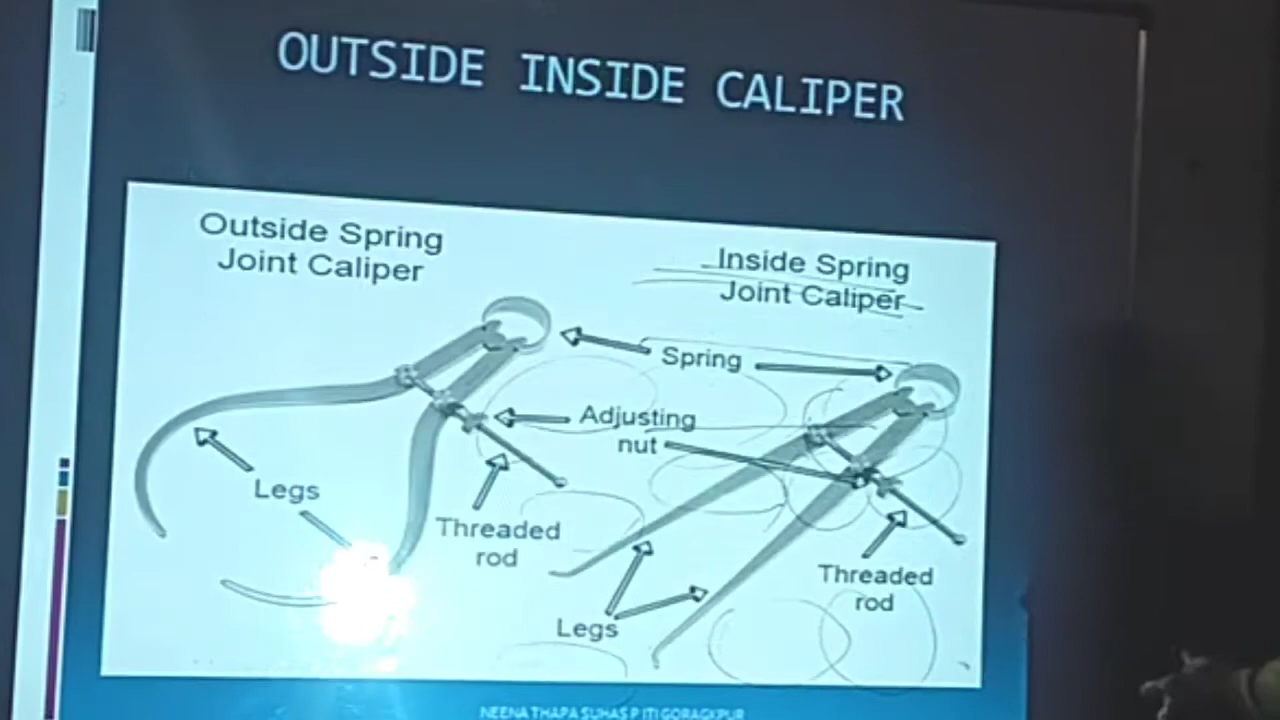 OUTSIDE INSIDE CALIPER
Outside Spring
Joint Caliper
Inside Spring
Joint Caliper
Spring
Adjusting
nut
Legs
Threaded
rod
Threaded
rod
Legs
NEENA THAPA SUHAS P ITI GORAGKPUR